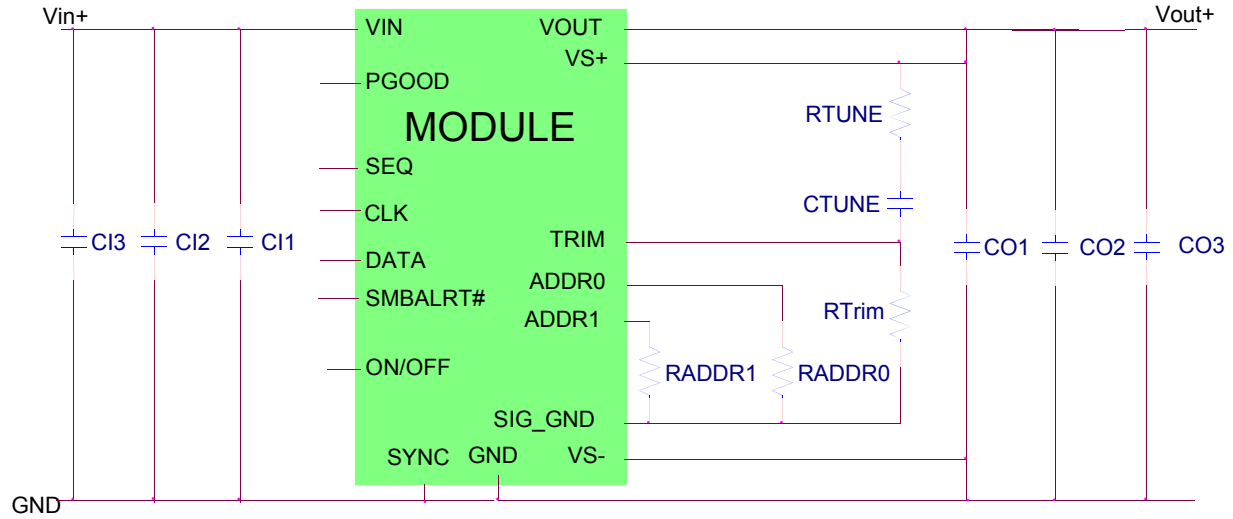 Vin+
Vout+
VIN
VOUT
VS+
PGOOD
RTUNE
MODULE
SEQ
CTUNE
CLK
TRIM
CI3
CI2
CI1
CO1
CO2
CO3
DATA
ADDR0
SMBALRT#
ADDR1
RTrim
ON/OFF
RADDR1
RADDR0
SIG_GND
SYNC
GND
VS-
GND